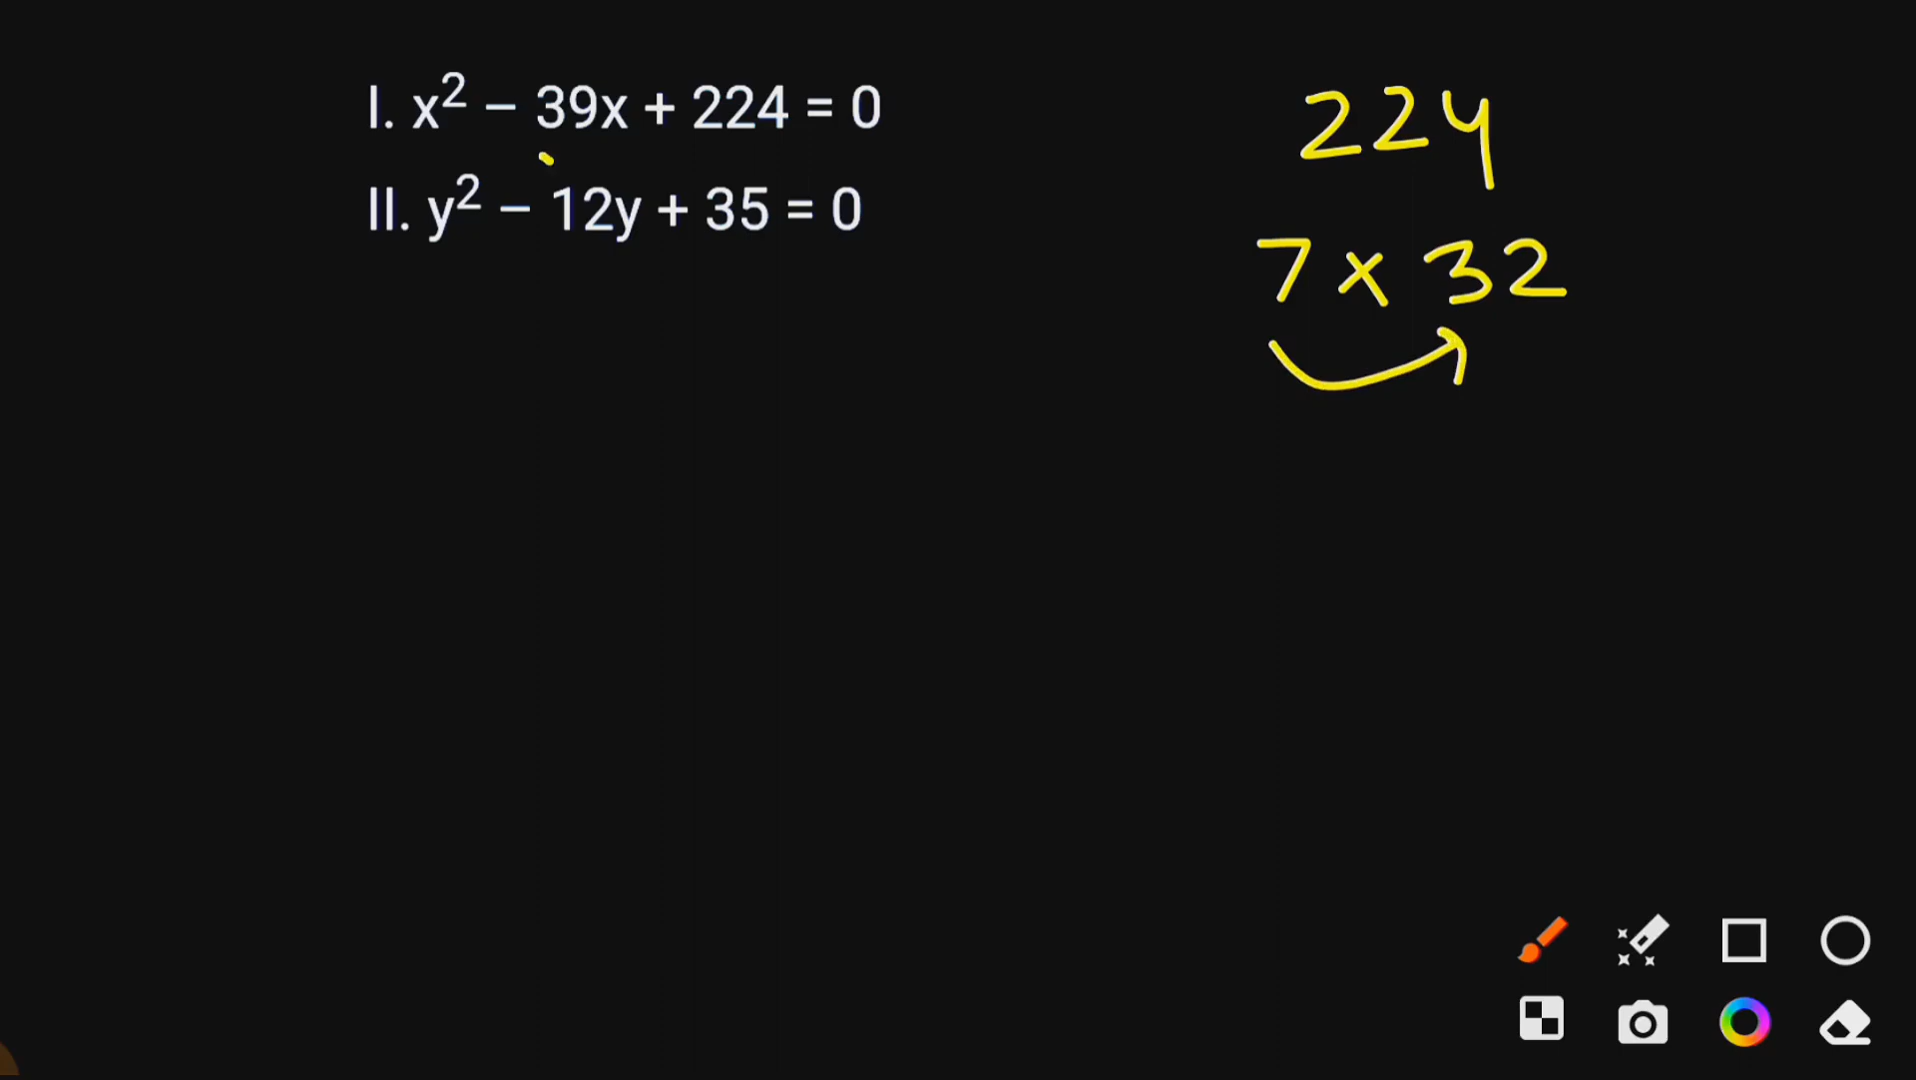 I. x² – 39x + 224 = 0
II. y² – 12y + 35 = 0
224
7 x 32